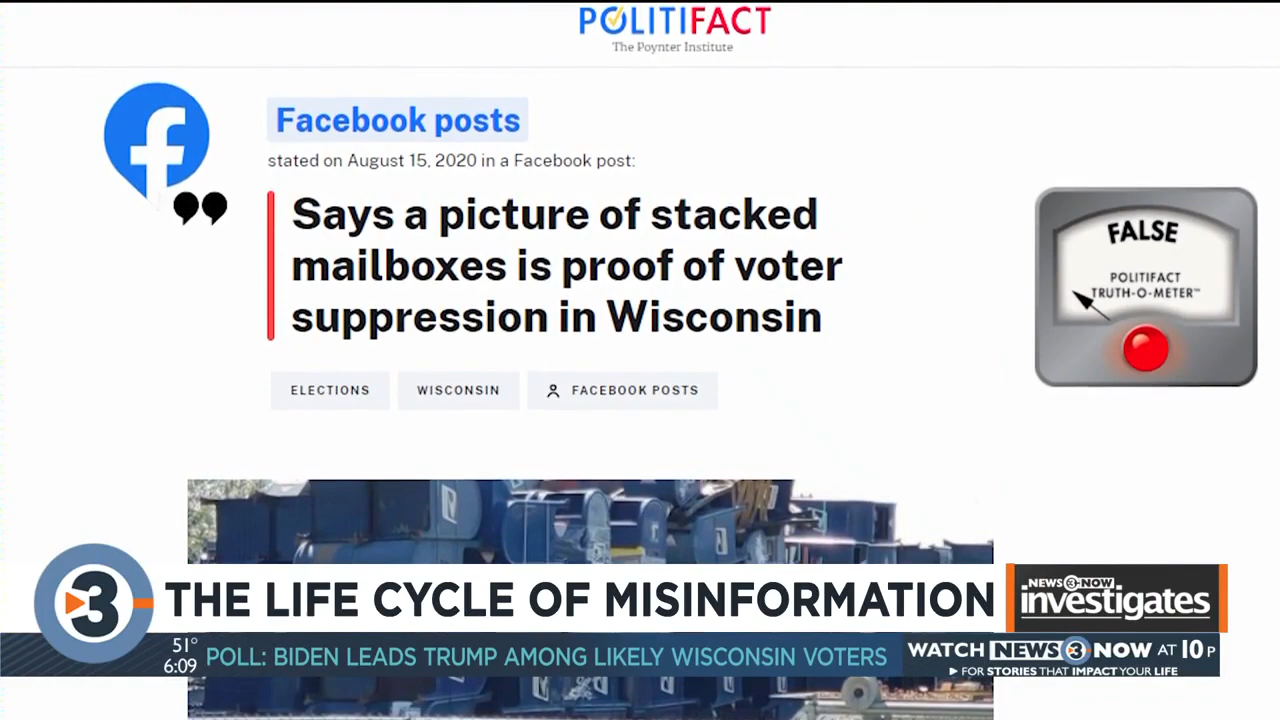 POLITIFACT
The Poynter Institute
Facebook posts
stated on August 15, 2020 in a Facebook post:
Says a picture of stacked
mailboxes is proof of voter
suppression in Wisconsin
FALSE
POLITIFACT
TRUTH-O-METER™
ELECTIONS
WISCONSIN
FACEBOOK POSTS
3
THE LIFE CYCLE OF MISINFORMATION
NEWS 3 NOW
investigates
51°
6:09
POLL: BIDEN LEADS TRUMP AMONG LIKELY WISCONSIN VOTERS
WATCH NEWS 3 NOW AT 10P
FOR STORIES THAT IMPACT YOUR LIFE